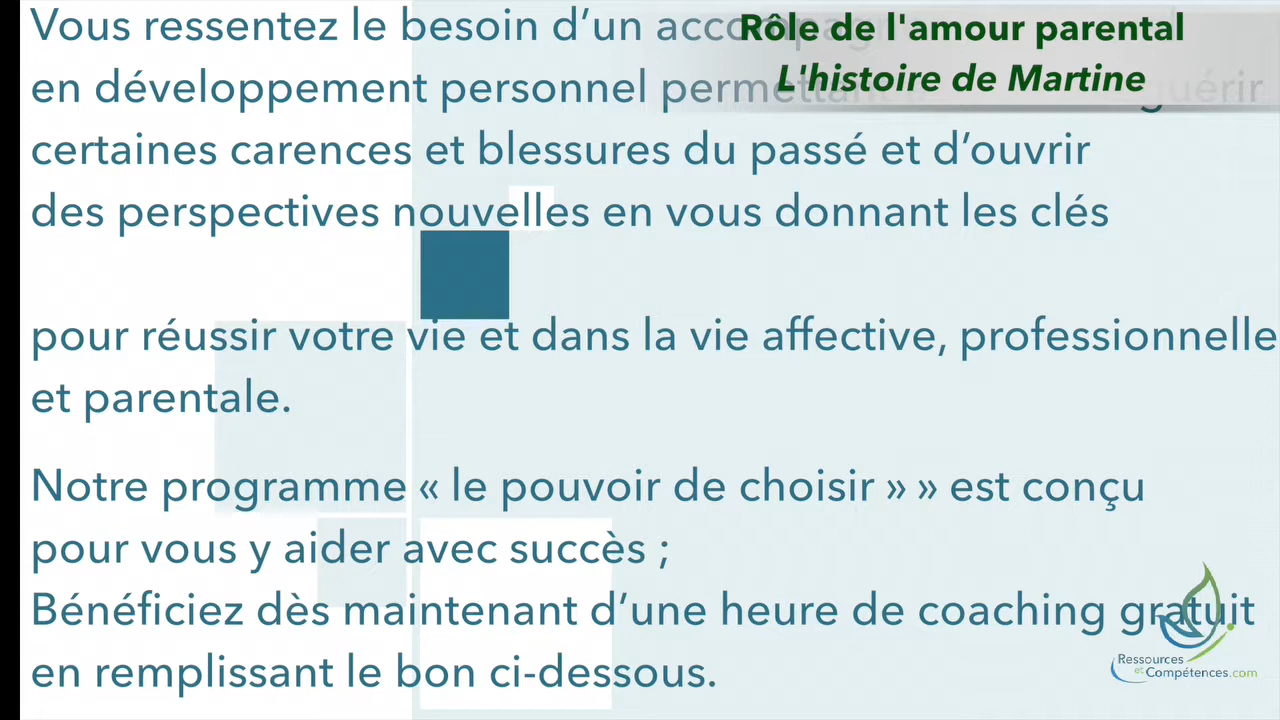 Rôle de l'amour parental
L'histoire de Martine
Vous ressentez le besoin d’un
en développement personnel guérir
certaines carences et blessures du passé et d’ouvrir
des perspectives nouvelles en vous donnant les clés
pour réussir votre vie et dans la vie affective, professionnelle
et parentale.
Notre programme « le pouvoir de choisir » » est conçu
pour vous y aider avec succès ;
Bénéficiez dès maintenant d’une heure de coaching gratuit
en remplissant le bon ci-dessous.
Ressources
et Compétences.com